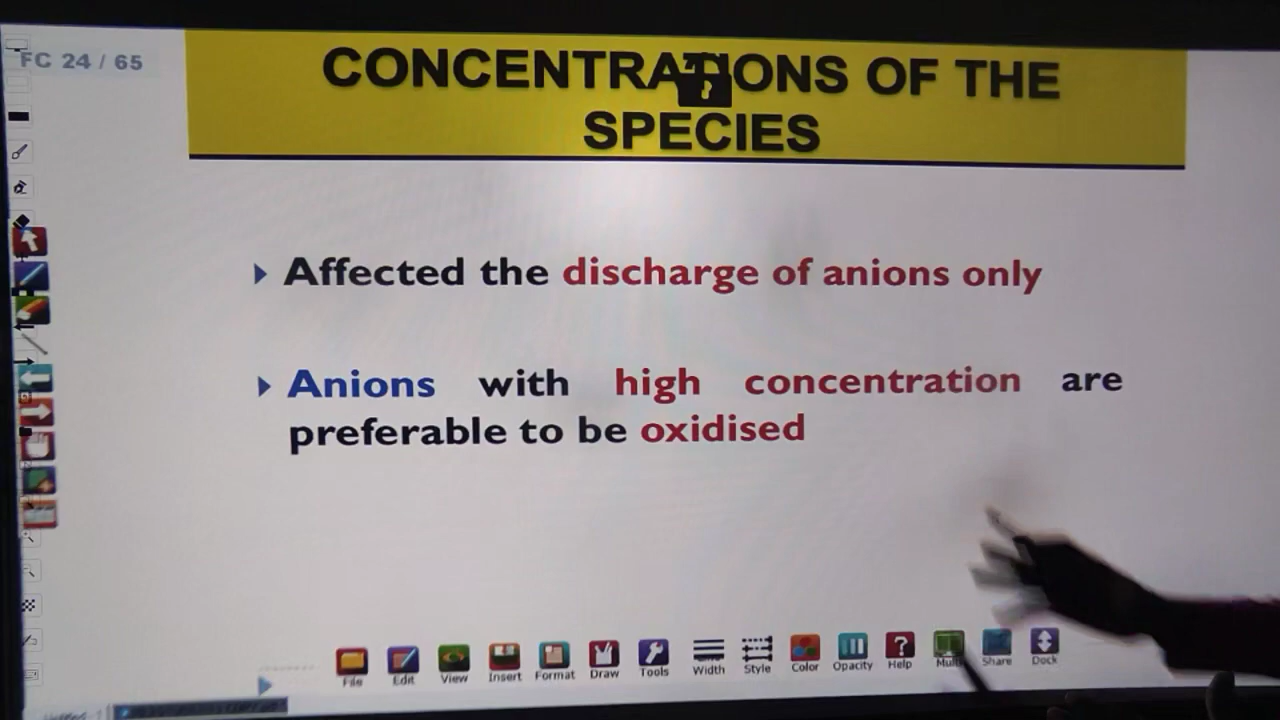 FC 24 / 65
CONCENTRATIONS OF THE
SPECIES
Affected the discharge of anions only
Anions with high concentration are
preferable to be oxidised
File Edit View Insert Format Draw Tools Width Style Color Opacity Help Multi Share Dock